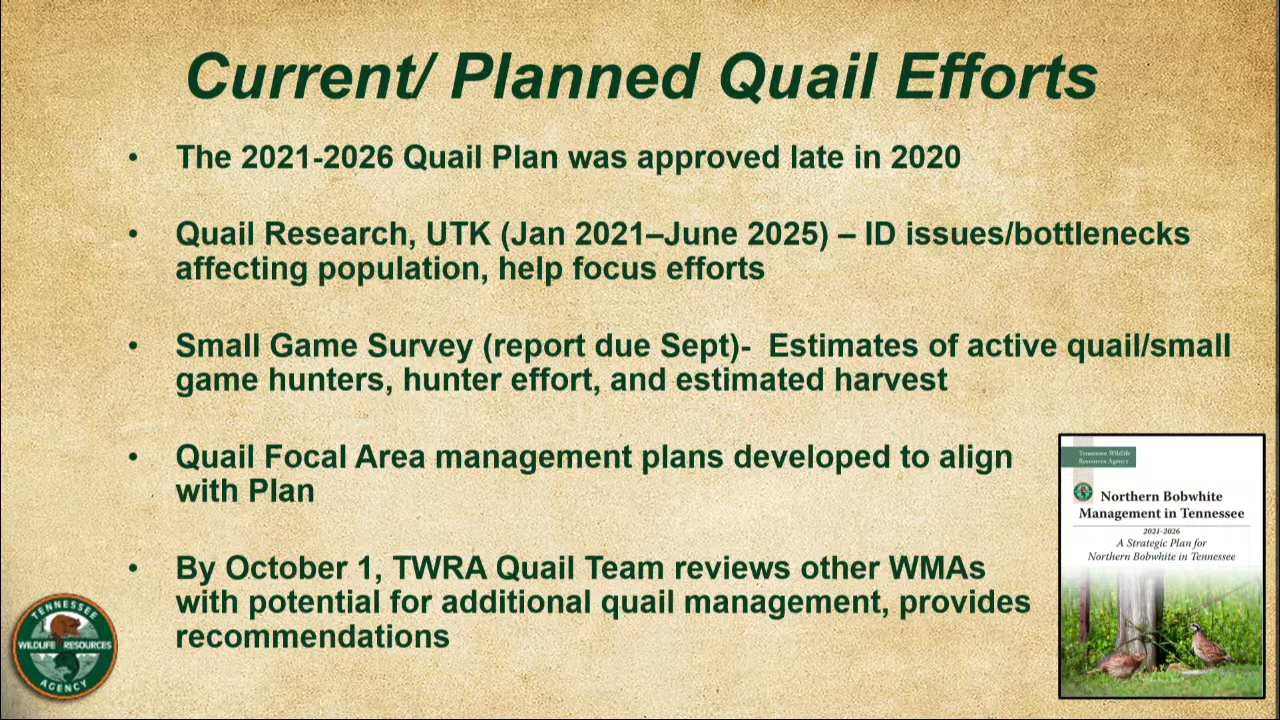 Current/ Planned Quail Efforts
• The 2021-2026 Quail Plan was approved late in 2020
• Quail Research, UTK (Jan 2021–June 2025) – ID issues/bottlenecks
affecting population, help focus efforts
• Small Game Survey (report due Sept)-  Estimates of active quail/small
game hunters, hunter effort, and estimated harvest
• Quail Focal Area management plans developed to align
with Plan
• By October 1, TWRA Quail Team reviews other WMAs
with potential for additional quail management, provides
recommendations
TENNESSEE
WILDLIFE RESOURCES
AGENCY
Tennessee Wildlife
Resources Agency
Northern Bobwhite
Management in Tennessee
2021-2026
A Strategic Plan for
Northern Bobwhite in Tennessee